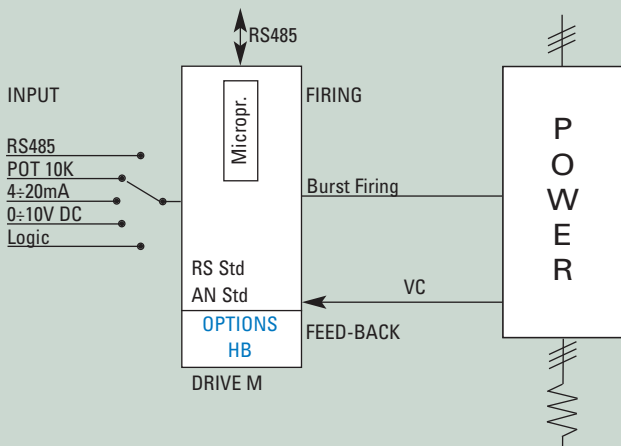 RS485
INPUT
Micropr.
FIRING
RS485
POT 10K
4÷20mA
0÷10V DC
Logic
Burst Firing
POWER
RS Std
AN Std
VC
OPTIONS
HB
FEED-BACK
DRIVE M